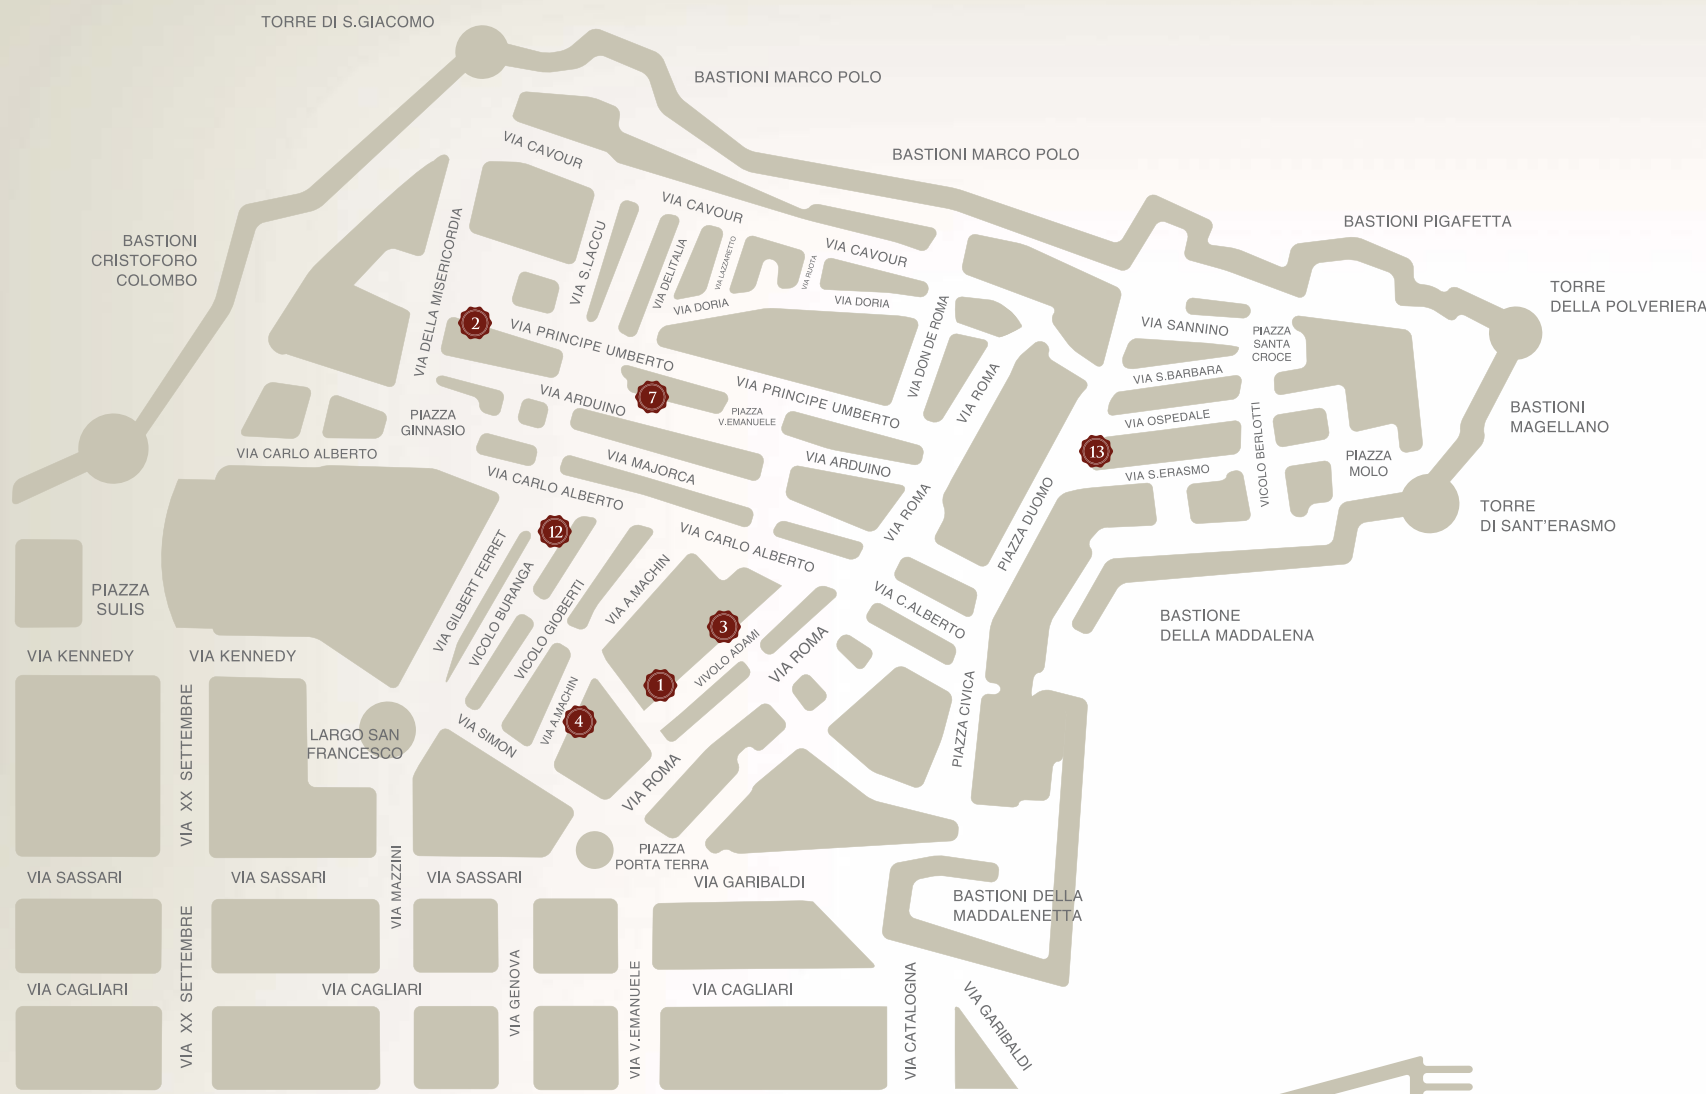 TORRE DI S.GIACOMO
BASTIONI MARCO POLO
VIA CAVOUR
BASTIONI MARCO POLO
VIA CAVOUR
BASTIONI PIGAFETTA
BASTIONI
CRISTOFORO
COLOMBO
VIA DELLA MISERICORDIA
VIA S.LACCU
VIA DELITALIA
VIA LAZZARETTO
VIA RUOTA
VIA CAVOUR
TORRE
DELLA POLVERIERA
VIA DORIA
VIA DORIA
2
VIA PRINCIPE UMBERTO
VIA DON DE ROMA
VIA SANNINO
PIAZZA
SANTA
CROCE
VIA S.BARBARA
VIA ROMA
7
VIA ARDUINO
VIA PRINCIPE UMBERTO
PIAZZA
V.EMANUELE
PIAZZA
GINNASIO
VIA OSPEDALE
BASTIONI
MAGELLANO
VIA CARLO ALBERTO
13
VIA MAJORCA
VIA ARDUINO
VIA S.ERASMO
VICOLO BERLOTTI
PIAZZA
MOLO
VIA CARLO ALBERTO
VIA ROMA
PIAZZA DUOMO
TORRE
DI SANT'ERASMO
12
VIA CARLO ALBERTO
VIA GILBERT FERRET
VICOLO BURANGA
VICOLO GIOBERTI
VIA A.MACHIN
PIAZZA
SULIS
VIA C.ALBERTO
BASTIONE
DELLA MADDALENA
3
VIA KENNEDY
VIA KENNEDY
VIVOLO ADAMI
VIA ROMA
1
VIA A.MACHIN
4
VIA SIMON
PIAZZA CIVICA
VIA XX SETTEMBRE
LARGO SAN
FRANCESCO
VIA ROMA
PIAZZA
PORTA TERRA
VIA SASSARI
VIA SASSARI
VIA MAZZINI
VIA SASSARI
VIA GARIBALDI
BASTIONI DELLA
MADDALENETTA
VIA XX SETTEMBRE
VIA CAGLIARI
VIA CAGLIARI
VIA GENOVA
VIA V.EMANUELE
VIA CAGLIARI
VIA CATALOGNA
VIA GARIBALDI